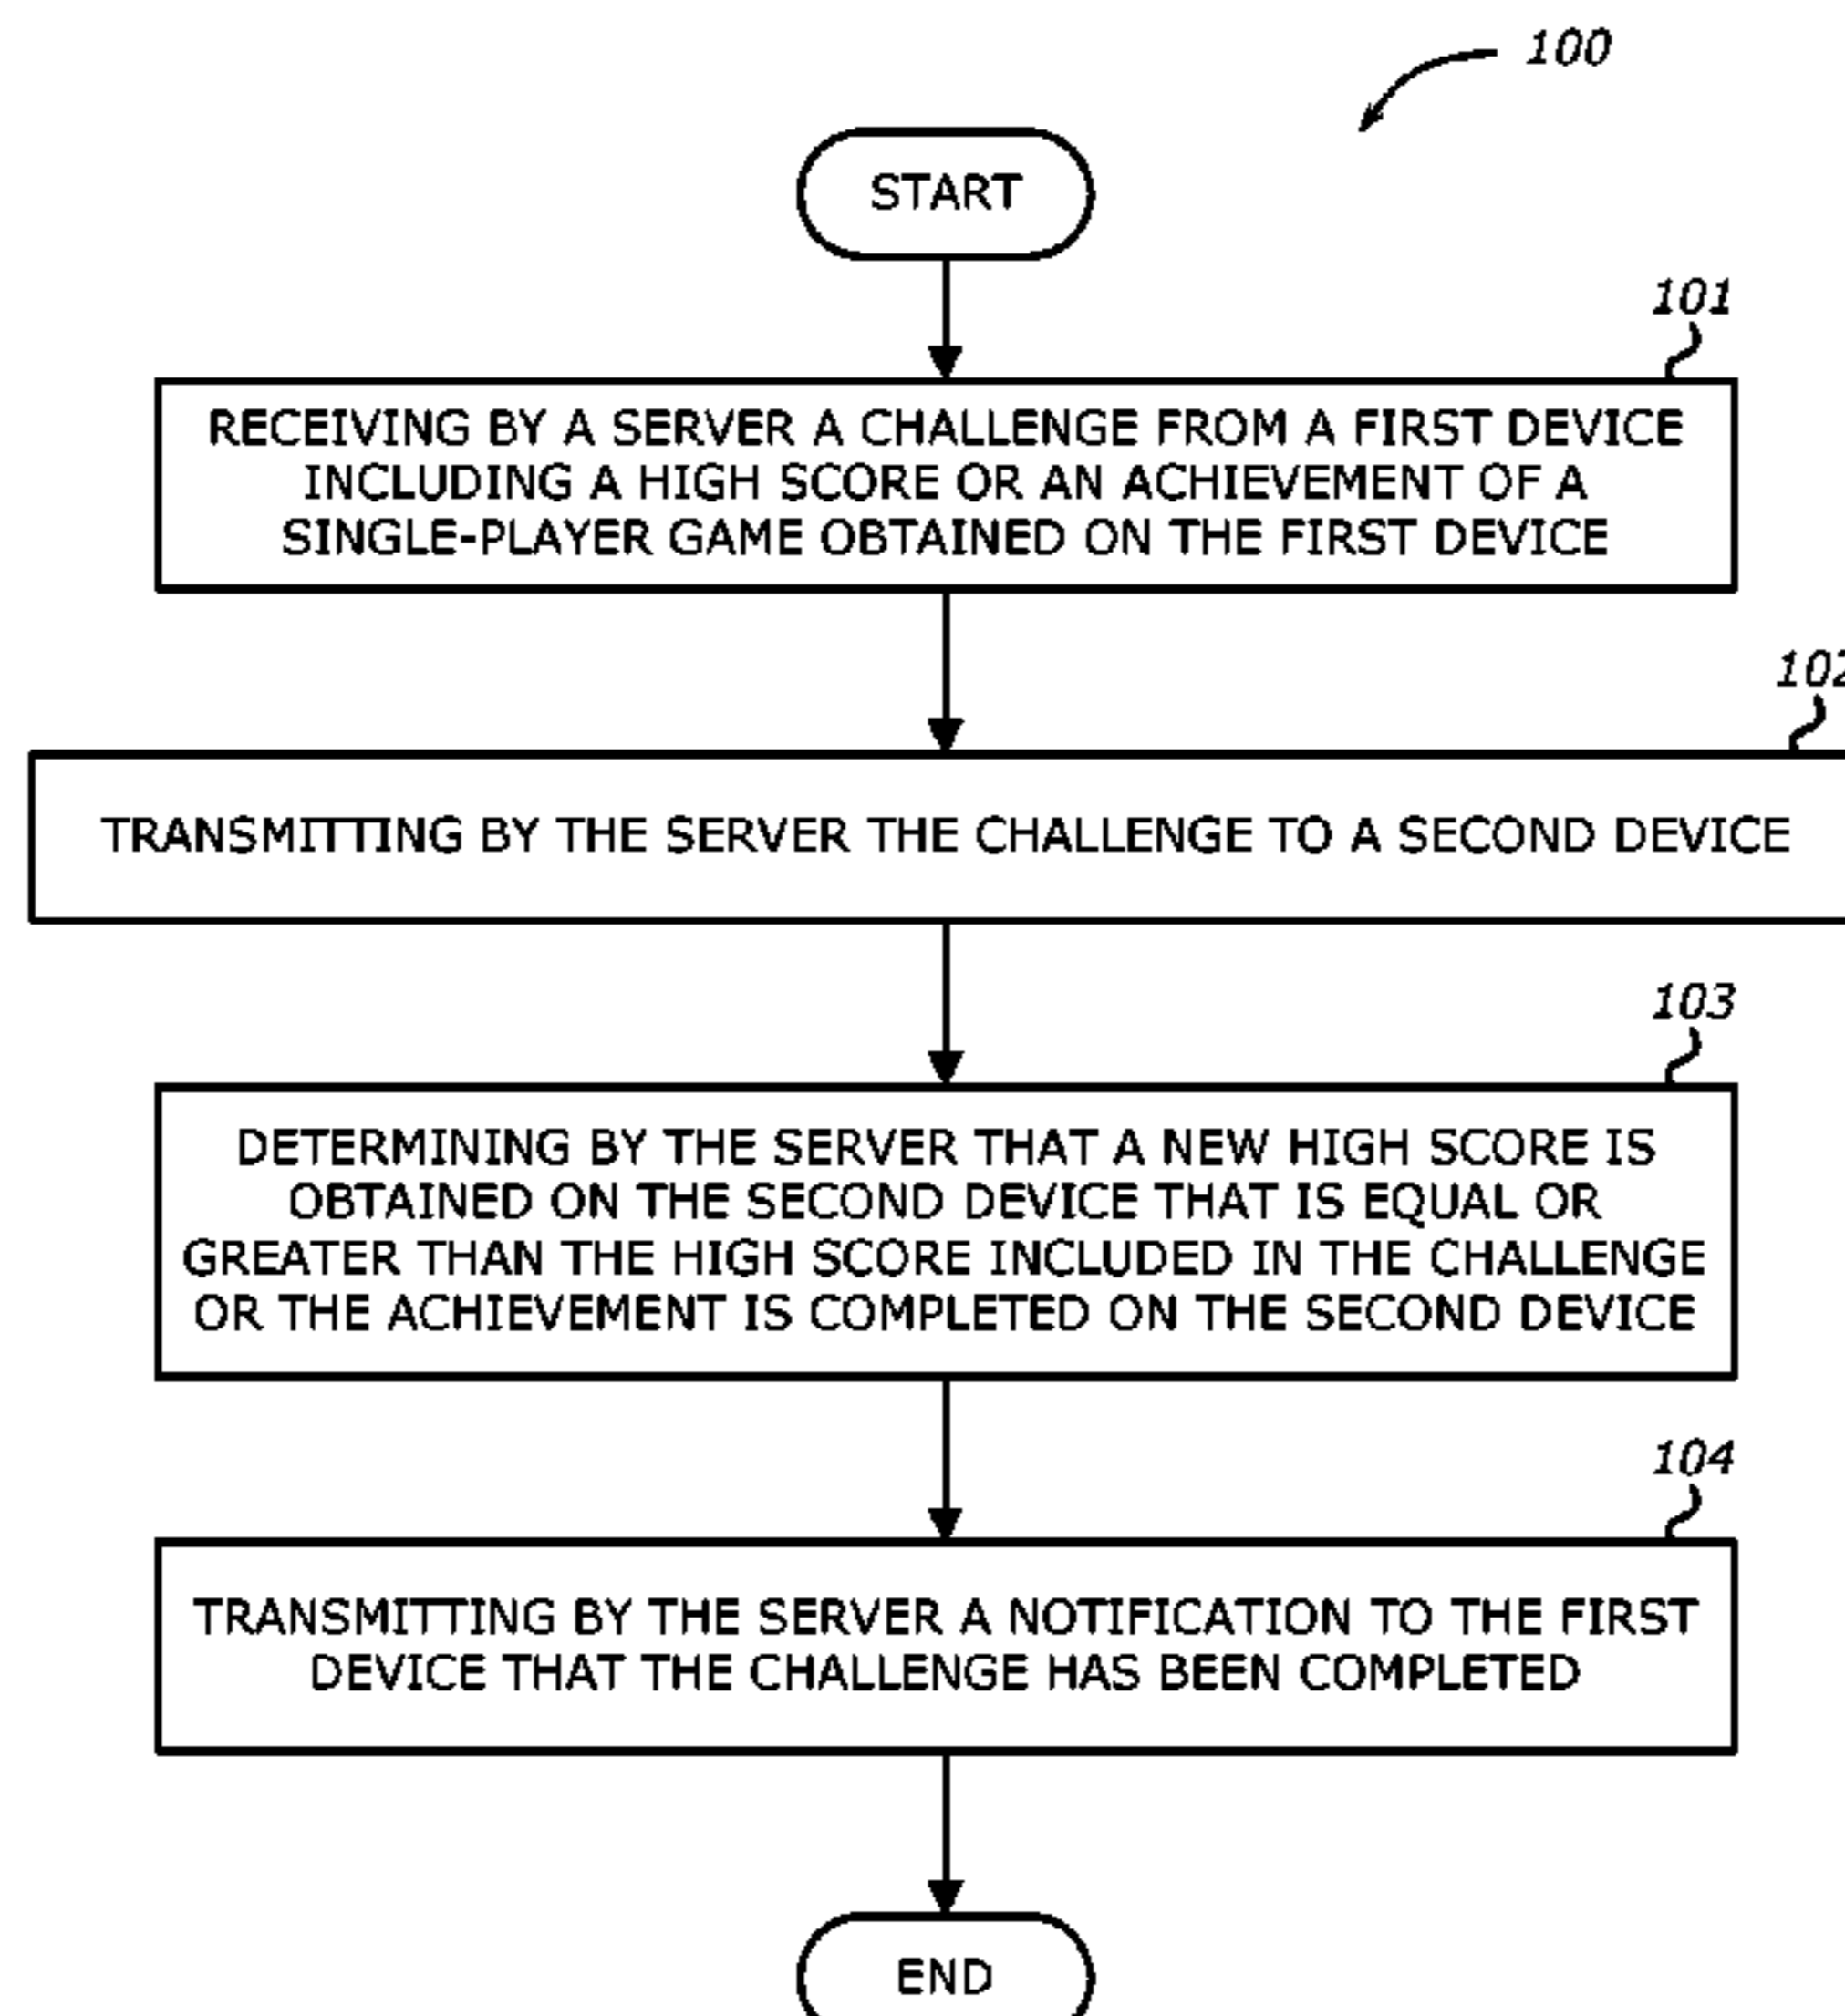 100
START
101
RECEIVING BY A SERVER A CHALLENGE FROM A FIRST DEVICE
INCLUDING A HIGH SCORE OR AN ACHIEVEMENT OF A
SINGLE-PLAYER GAME OBTAINED ON THE FIRST DEVICE
102
TRANSMITTING BY THE SERVER THE CHALLENGE TO A SECOND DEVICE
103
DETERMINING BY THE SERVER THAT A NEW HIGH SCORE IS
OBTAINED ON THE SECOND DEVICE THAT IS EQUAL OR
GREATER THAN THE HIGH SCORE INCLUDED IN THE CHALLENGE
OR THE ACHIEVEMENT IS COMPLETED ON THE SECOND DEVICE
104
TRANSMITTING BY THE SERVER A NOTIFICATION TO THE FIRST
DEVICE THAT THE CHALLENGE HAS BEEN COMPLETED
END